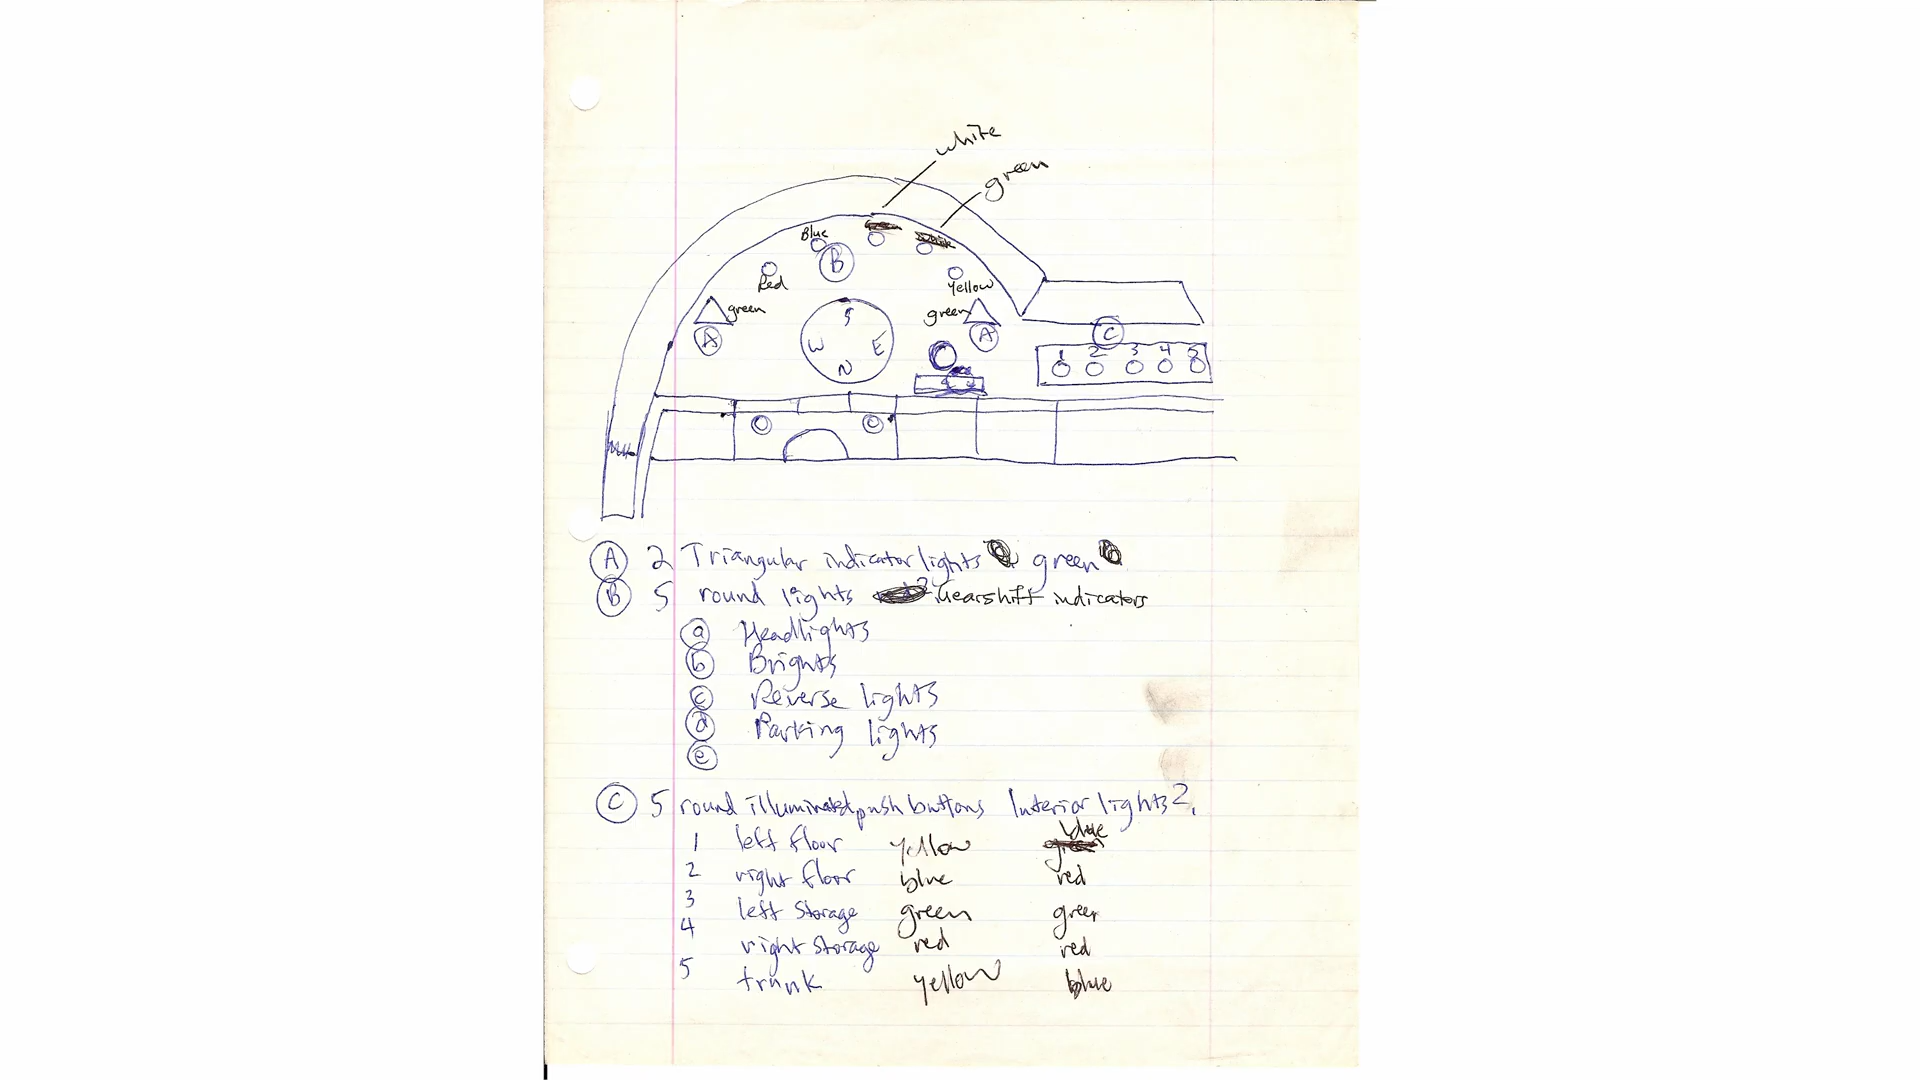 white
green
Blue
B
Red
Yellow
green
green
A
A
S
W
E
N
C
1 2 3 4 5
A 2 Triangular indicator lights green
B 5 round lights Gearshift indicators
a Headlights
b Brights
c Reverse lights
d Parking lights
e
C 5 round illuminated push buttons Interior lights?
blue
1 left floor yellow
2 right floor blue red
3 left Storage green green
4 right Storage red red
5 trunk yellow blue